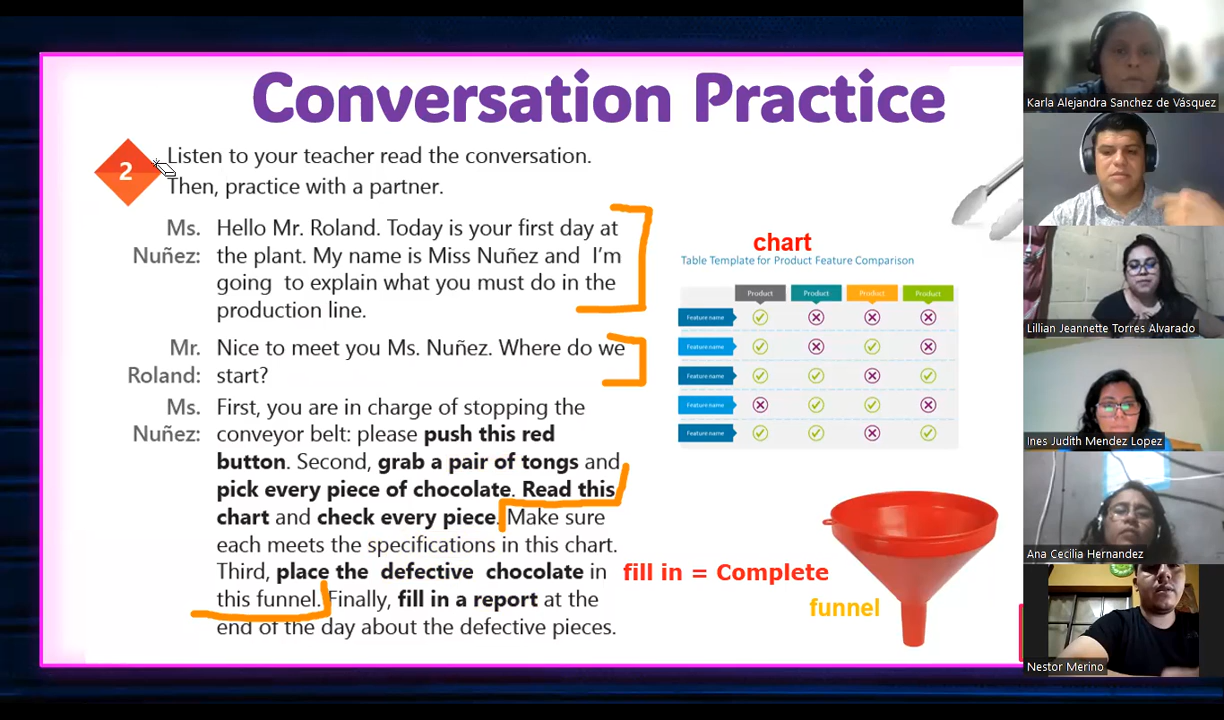 Conversation Practice
2
Listen to your teacher read the conversation.
Then, practice with a partner.
Ms. Nuñez: Hello Mr. Roland. Today is your first day at
the plant. My name is Miss Nuñez and I'm
going to explain what you must do in the
production line.
Mr. Roland: Nice to meet you Ms. Nuñez. Where do we
start?
Ms. Nuñez: First, you are in charge of stopping the
conveyor belt: please push this red
button. Second, grab a pair of tongs and
pick every piece of chocolate. Read this
chart and check every piece. Make sure
each meets the specifications in this chart.
Third, place the defective chocolate in
this funnel. Finally, fill in a report at the
end of the day about the defective pieces.
chart
Table Template for Product Feature Comparison
Product Product Product Product
Feature name
Feature name
Feature name
Feature name
Feature name
fill in = Complete
funnel
Karla Alejandra Sanchez de Vásquez
Lillian Jeannette Torres Alvarado
Ines Judith Mendez Lopez
Ana Cecilia Hernandez
Nestor Merino